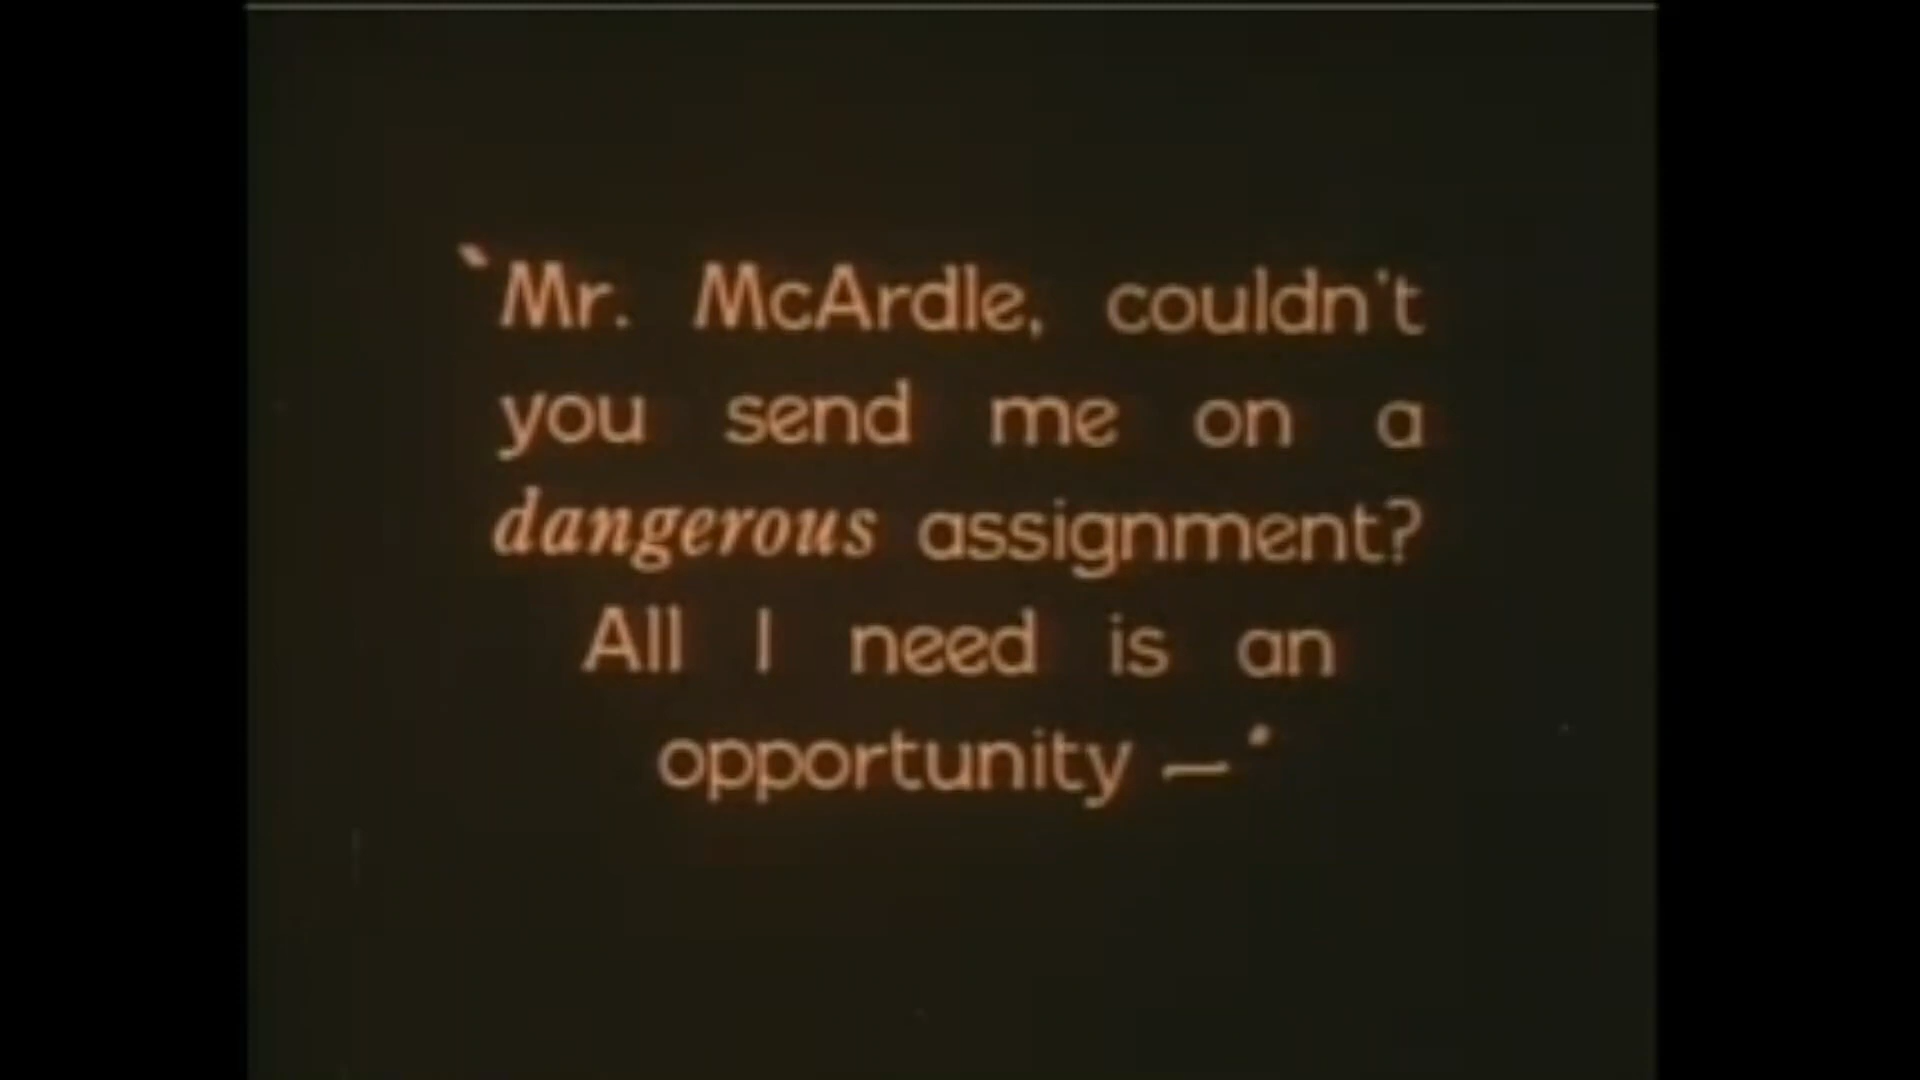 ‛Mr. McArdle, couldn't
you send me on a
dangerous assignment?
All I need is an
opportunity —'